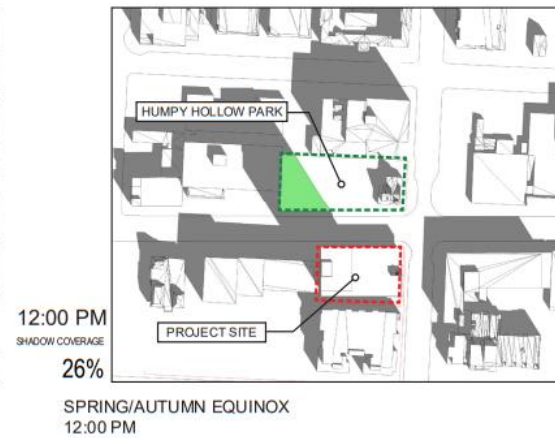 HUMPY HOLLOW PARK
PROJECT SITE
12:00 PM
SHADOW COVERAGE
26%
SPRING/AUTUMN EQUINOX
12:00 PM